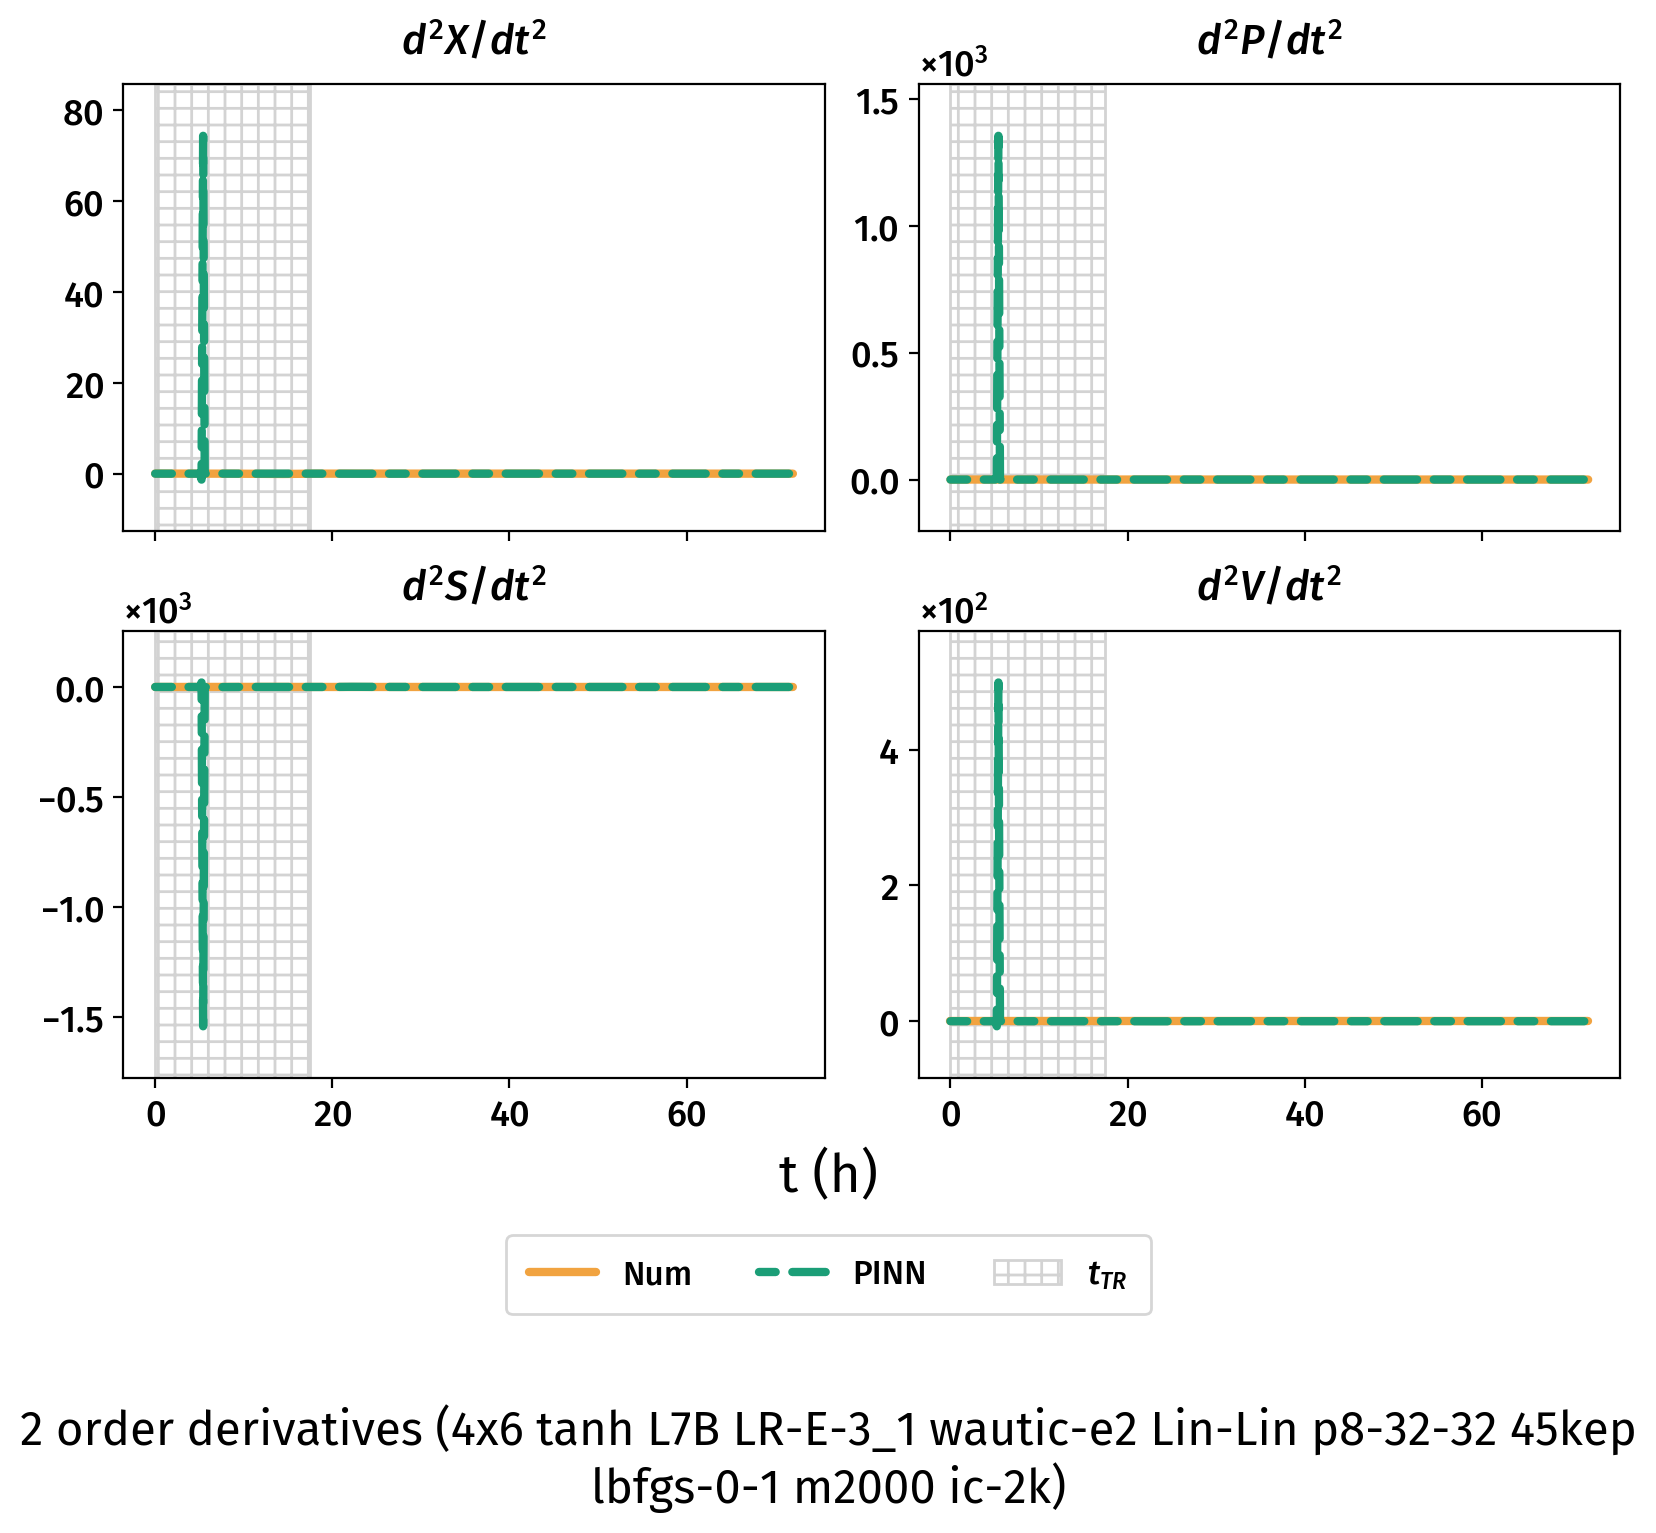 d²X/dt²
d²P/dt²
×10³
80
60
40
20
0
1.5
1.0
0.5
0.0
d²S/dt²
d²V/dt²
×10³
×10²
0.0
−0.5
−1.0
−1.5
4
2
0
0 20 40 60
0 20 40 60
t (h)
Num PINN t_TR
2 order derivatives (4x6 tanh L7B LR-E-3_1 wautic-e2 Lin-Lin p8-32-32 45kep
lbfgs-0-1 m2000 ic-2k)